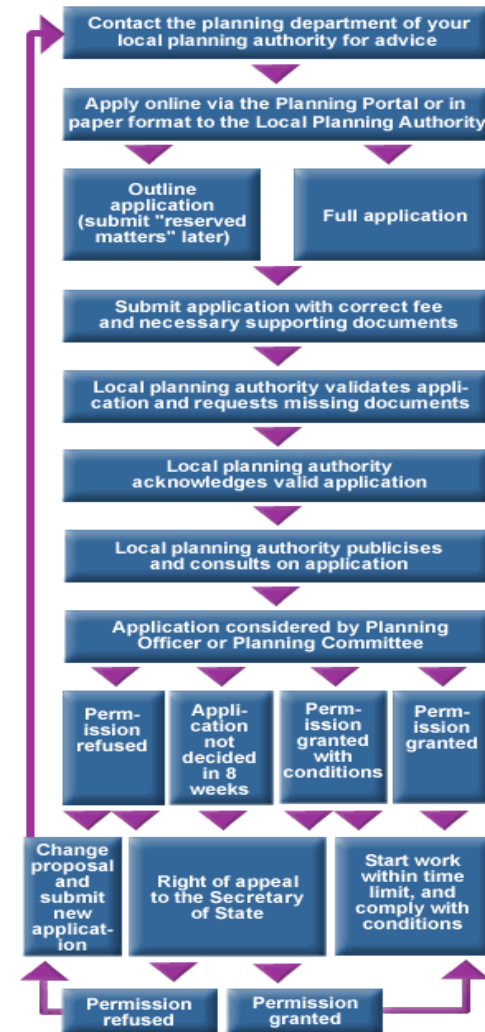 Contact the planning department of your
local planning authority for advice
Apply online via the Planning Portal or in
paper format to the Local Planning Authority
Outline
application
(submit "reserved
matters" later)
Full application
Submit application with correct fee
and necessary supporting documents
Local planning authority validates appli-
cation and requests missing documents
Local planning authority
acknowledges valid application
Local planning authority publicises
and consults on application
Application considered by Planning
Officer or Planning Committee
Perm-
ission
refused
Appli-
cation
not
decided
in 8
weeks
Perm-
ission
granted
with
conditions
Perm-
ission
granted
Change
proposal
and
submit
new
applicat-
ion
Right of appeal
to the Secretary
of State
Start work
within time
limit, and
comply with
conditions
Permission
refused
Permission
granted